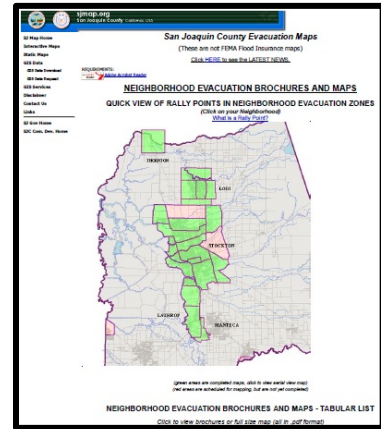 sjmap.org
San Joaquin County California, USA
SJ Map Home
Interactive Maps
Static Maps
GIS Data
GIS Data Download
GIS Data Request
GIS Services
Disclaimer
Contact Us
Links
SJ Gov Home
SJC Com. Dev. Home
San Joaquin County Evacuation Maps
(These are not FEMA Flood Insurance maps)
Click HERE to see the LATEST NEWS.
REQUIREMENTS:
Adobe Acrobat Reader
NEIGHBORHOOD EVACUATION BROCHURES AND MAPS
QUICK VIEW OF RALLY POINTS IN NEIGHBORHOOD EVACUATION ZONES
(Click on your Neighborhood)
What is a Rally Point?
THORNTON
LODI
STOCKTON
LATHROP
MANTECA
(green areas are completed maps, click to view aerial view map)
(red areas are scheduled for mapping, but are not yet completed)
NEIGHBORHOOD EVACUATION BROCHURES AND MAPS - TABULAR LIST
Click to view brochures or full size map (all in .pdf format)